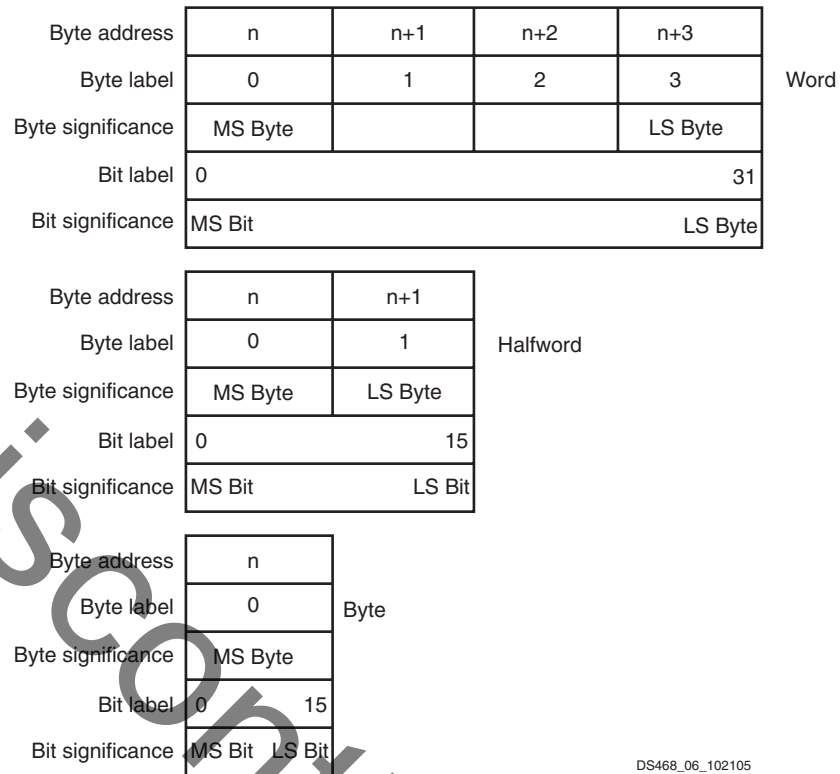 Byte address n n+1 n+2 n+3
Byte label 0 1 2 3 Word
Byte significance MS Byte LS Byte
Bit label 0 31
Bit significance MS Bit LS Byte
Byte address n n+1
Byte label 0 1 Halfword
Byte significance MS Byte LS Byte
Bit label 0 15
Bit significance MS Bit LS Bit
Byte address n
Byte label 0 Byte
Byte significance MS Byte
Bit label 0 15
Bit significance MS Bit LS Bit
DS468_06_102105